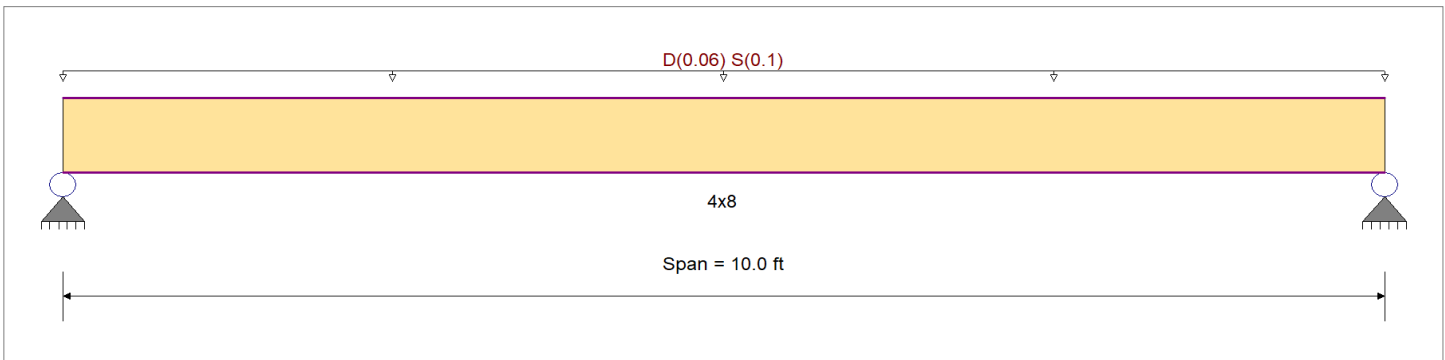 D(0.06) S(0.1)
4x8
Span = 10.0 ft